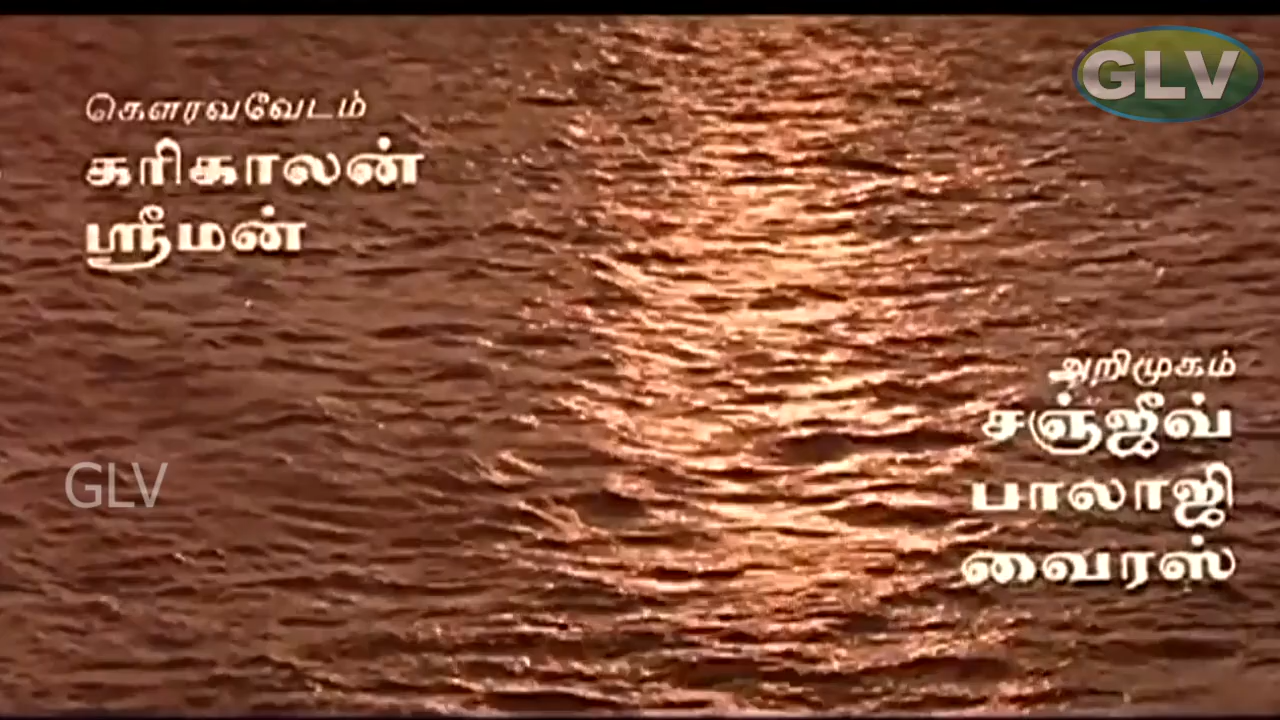 GLV
கௌரவவேடம்
கரிகாலன்
ஸ்ரீமன்
அறிமுகம்
சஞ்ஜீவ்
பாலாஜி
வைரஸ்
GLV